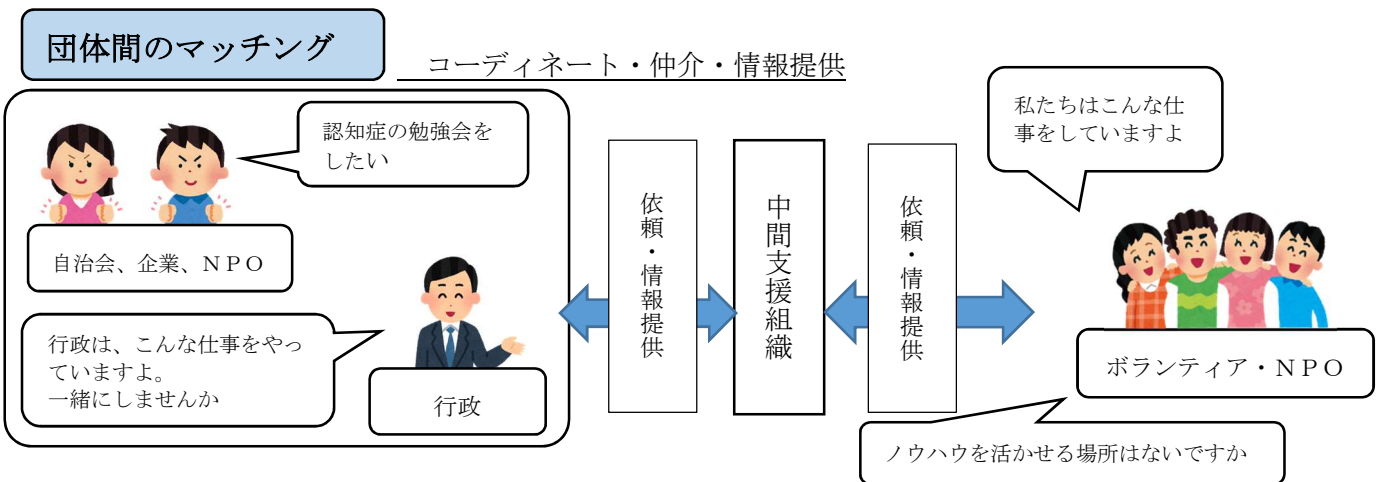 団体間のマッチング
コーディネート・仲介・情報提供
認知症の勉強会を
したい
自治会、企業、ＮＰＯ
行政は、こんな仕事をやっ
ていますよ。
一緒にしませんか
行政
依頼・情報提供
中間支援組織
依頼・情報提供
私たちはこんな仕
事をしていますよ
ボランティア・ＮＰＯ
ノウハウを活かせる場所はないですか